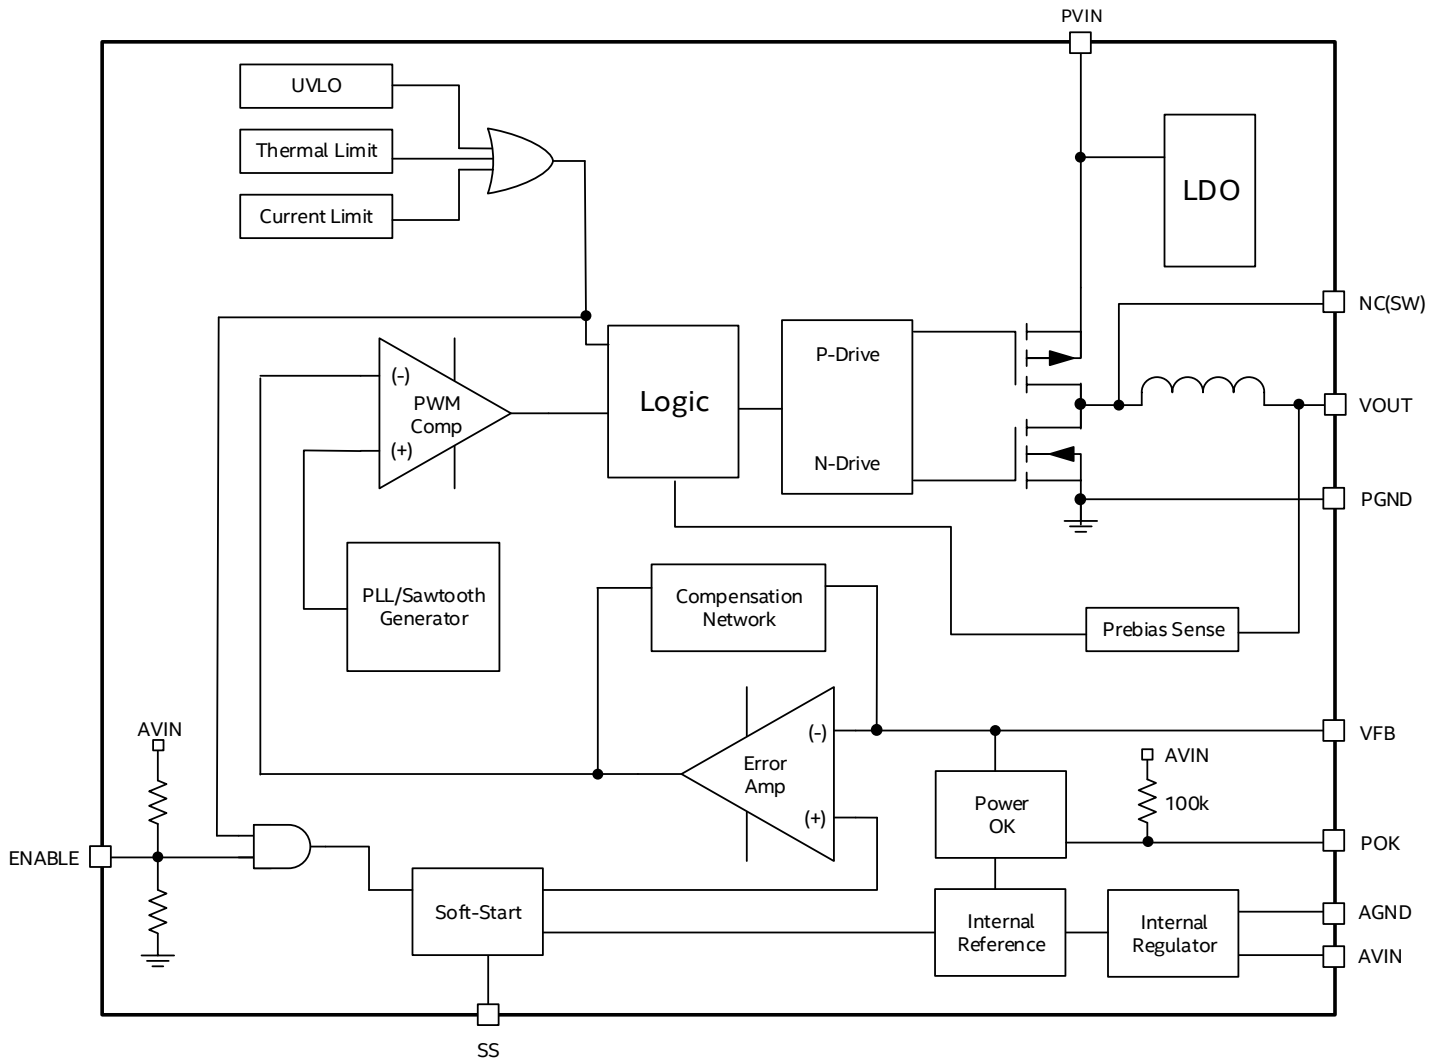 PVIN
UVLO
Thermal Limit
Current Limit
LDO
NC(SW)
P-Drive
(-)
PWM
Comp
(+)
Logic
VOUT
N-Drive
PGND
PLL/Sawtooth
Generator
Compensation
Network
Prebias Sense
AVIN
(-)
VFB
Error
Amp
AVIN
(+)
Power
OK
100k
POK
ENABLE
Soft-Start
Internal
Reference
Internal
Regulator
AGND
AVIN
SS